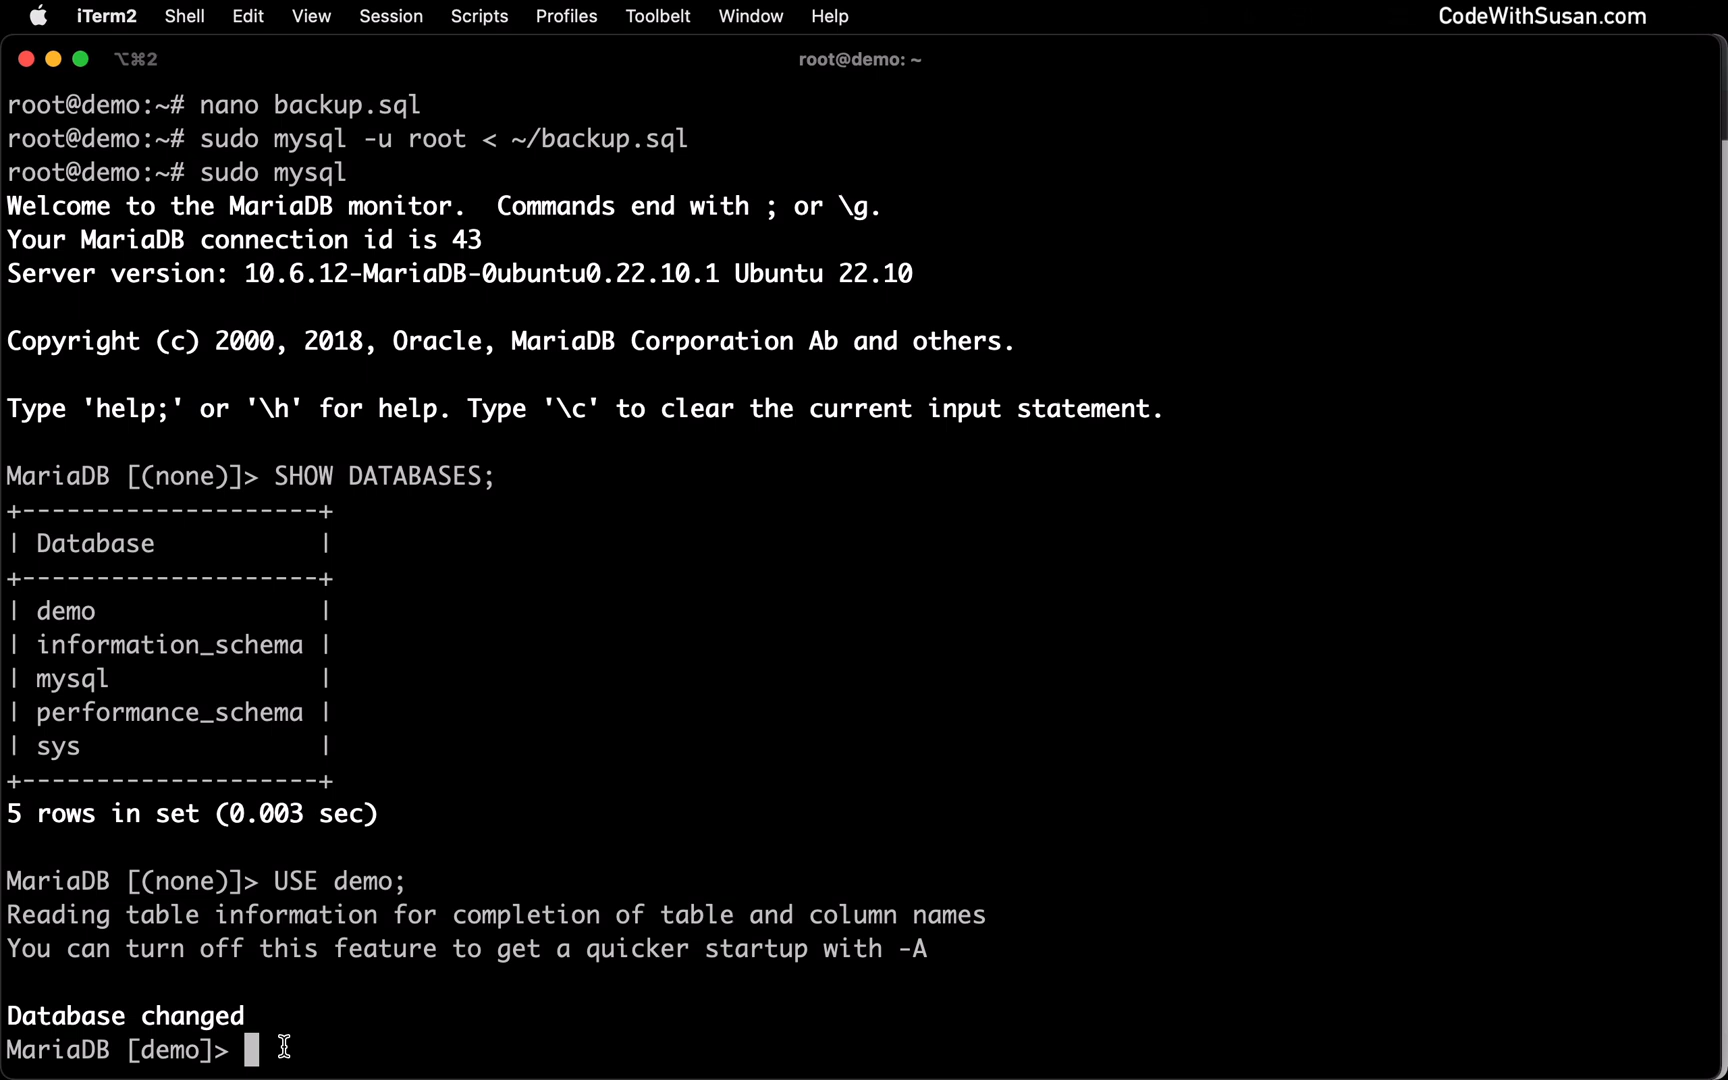 iTerm2 Shell Edit View Session Scripts Profiles Toolbelt Window Help CodeWithSusan.com
⌥⌘2 root@demo: ~
root@demo:~# nano backup.sql
root@demo:~# sudo mysql -u root < ~/backup.sql
root@demo:~# sudo mysql
Welcome to the MariaDB monitor.  Commands end with ; or \g.
Your MariaDB connection id is 43
Server version: 10.6.12-MariaDB-0ubuntu0.22.10.1 Ubuntu 22.10
Copyright (c) 2000, 2018, Oracle, MariaDB Corporation Ab and others.
Type 'help;' or '\h' for help. Type '\c' to clear the current input statement.
MariaDB [(none)]> SHOW DATABASES;
+--------------------+
| Database           |
+--------------------+
| demo               |
| information_schema |
| mysql              |
| performance_schema |
| sys                |
+--------------------+
5 rows in set (0.003 sec)
MariaDB [(none)]> USE demo;
Reading table information for completion of table and column names
You can turn off this feature to get a quicker startup with -A
Database changed
MariaDB [demo]>